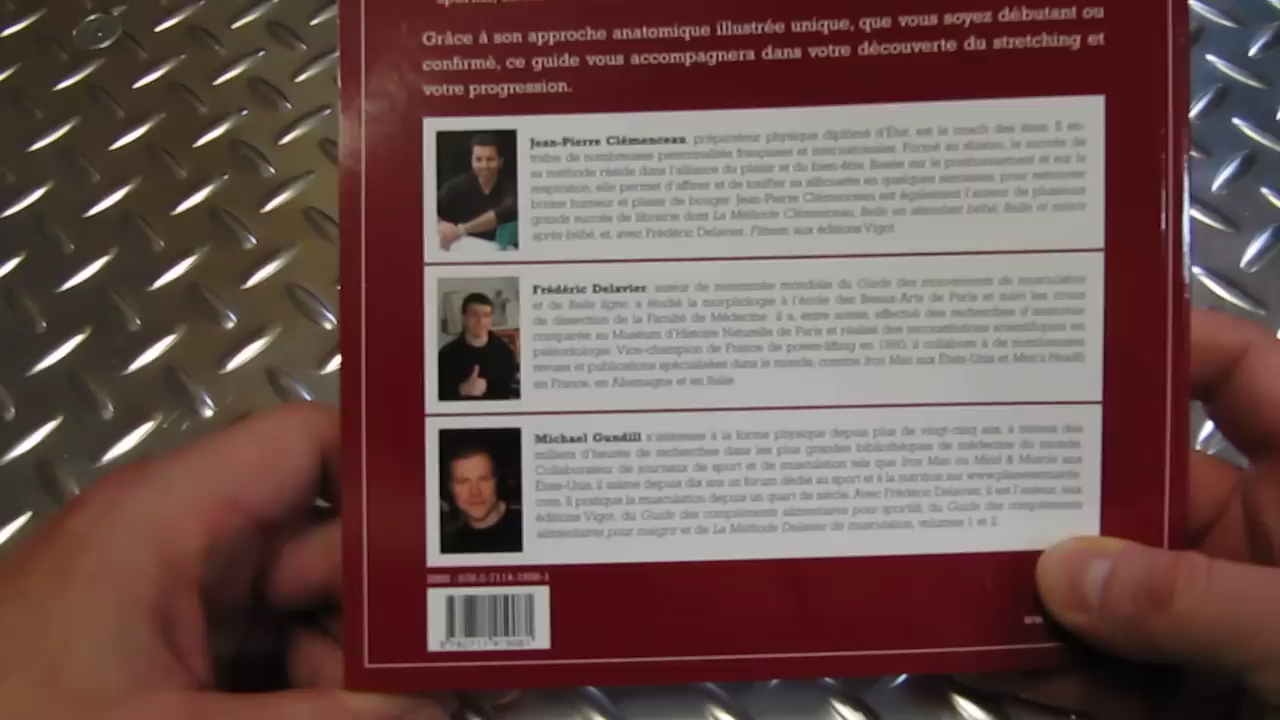 Grâce à son approche anatomique illustrée unique, que vous soyez débutant ou
confirmé, ce guide vous accompagnera dans votre découverte du stretching et
votre progression.
Jean-Pierre Clémenceau, préparateur physique diplômé d'État, est le coach des stars. Il en-
traîne de nombreuses personnalités françaises et internationales. Formé au shiatsu, le succès de
sa méthode réside dans l'alliance du plaisir et du bien-être. Basée sur le positionnement et sur la
respiration, elle permet d'affiner et de tonifier sa silhouette en quelques semaines, pour retrouver
bonne humeur et plaisir de bouger. Jean-Pierre Clémenceau est également l'auteur de plusieurs
grands succès de librairie dont La Méthode Clémenceau, Belle en attendant bébé, Belle et mince
après bébé, et, avec Frédéric Delavier, Fitness, aux éditions Vigot.
Frédéric Delavier, auteur de renommée mondiale du Guide des mouvements de musculation
et de Belle ligne, a étudié la morphologie à l'école des Beaux-Arts de Paris et suivi les cours
de dissection de la Faculté de Médecine : il a, entre autres, effectué des recherches d'anatomie
comparée au Muséum d'Histoire Naturelle de Paris et réalisé des reconstitutions scientifiques en
paléontologie. Vice-champion de France de power-lifting en 1988, il collabore à de nombreuses
revues et publications spécialisées dans le monde, comme Iron Man aux États-Unis et Men's Health
en France, en Allemagne et en Italie.
Michael Gundill s'intéresse à la forme physique depuis plus de vingt-cinq ans, à travers des
milliers d'heures de recherches dans les plus grandes bibliothèques de médecine du monde.
Collaborateur de journaux de sport et de musculation tels que Iron Man ou Mind & Muscle aux
États-Unis, il anime depuis dix ans un forum dédié au sport et à la nutrition sur
com. Il pratique la musculation depuis un quart de siècle. Avec Frédéric Delavier, il est l'auteur, aux
éditions Vigot, du Guide des compléments alimentaires pour sportifs, du Guide des compléments
alimentaires pour maigrir et de La Méthode Delavier de musculation, volumes 1 et 2.
ISBN : 978-2-7114-